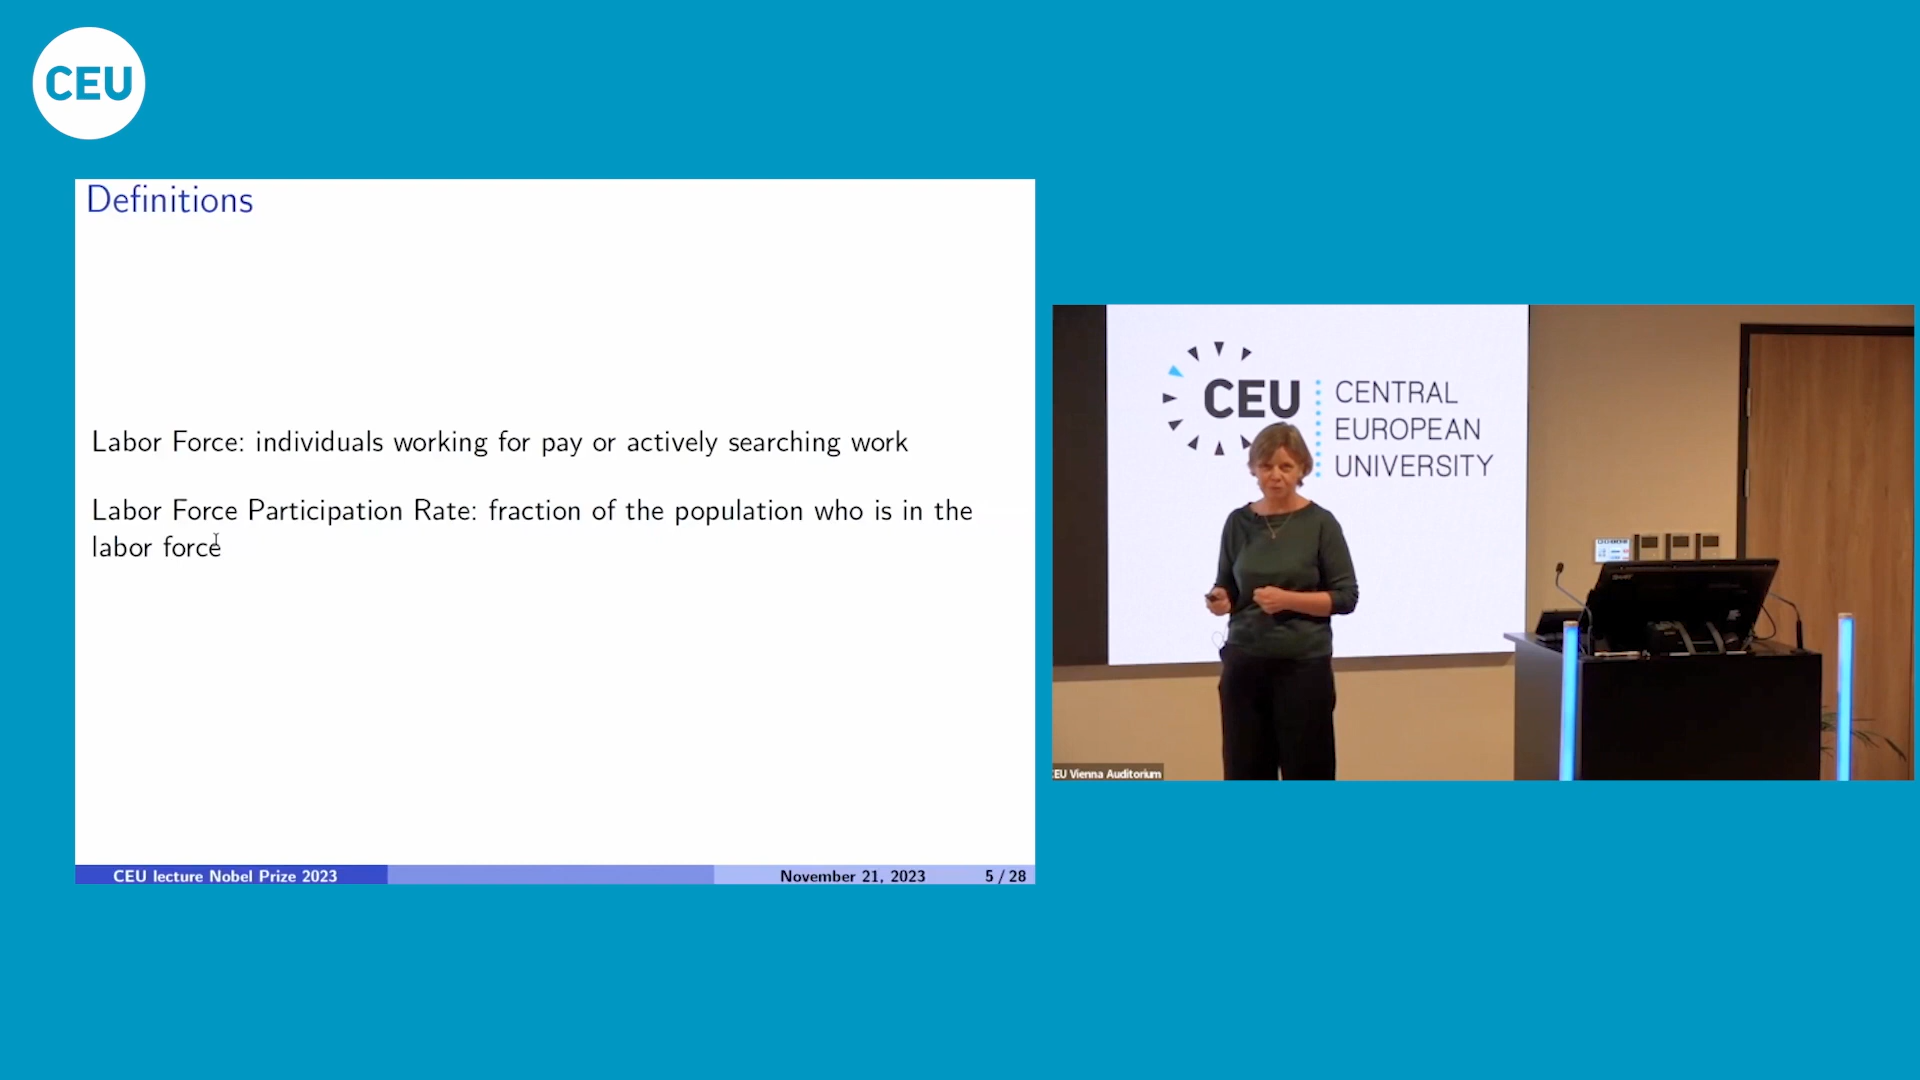 CEU
Definitions
Labor Force: individuals working for pay or actively searching work
Labor Force Participation Rate: fraction of the population who is in the
labor force
CEU lecture Nobel Prize 2023
November 21, 2023
5 / 28
CEU
CENTRAL
EUROPEAN
UNIVERSITY
EU Vienna Auditorium